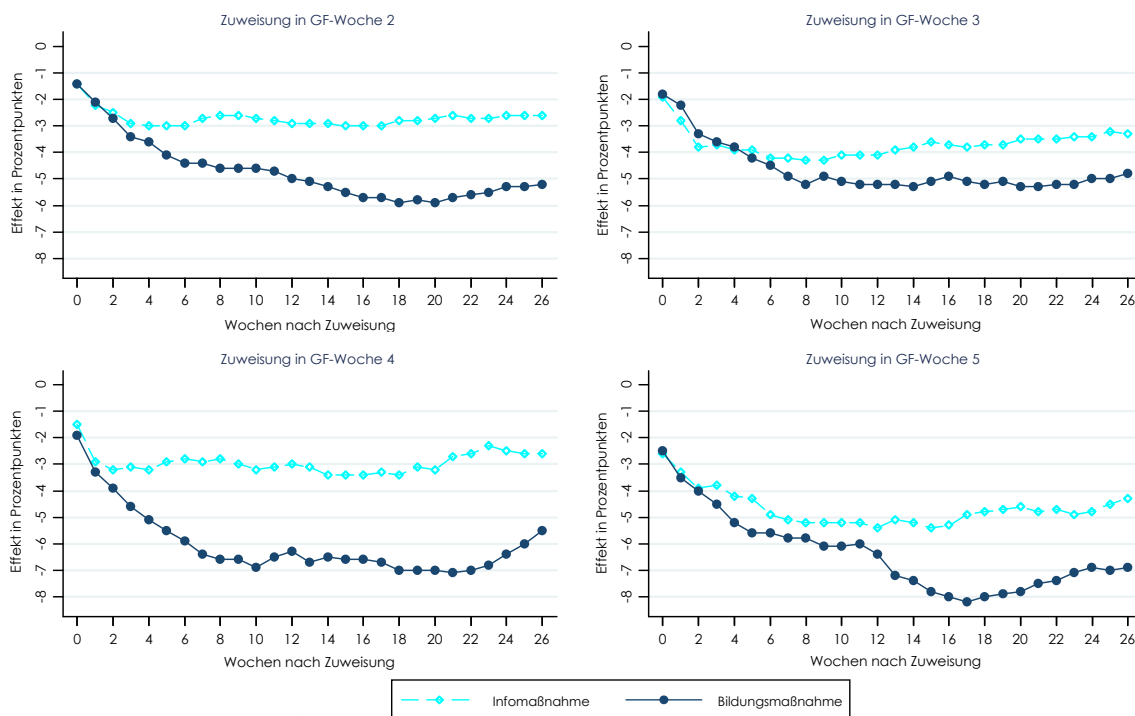 Zuweisung in GF-Woche 2
Effekt in Prozentpunkten
0
-1
-2
-3
-4
-5
-6
-7
-8
0 2 4 6 8 10 12 14 16 18 20 22 24 26
Wochen nach Zuweisung
Zuweisung in GF-Woche 3
Effekt in Prozentpunkten
0
-1
-2
-3
-4
-5
-6
-7
-8
0 2 4 6 8 10 12 14 16 18 20 22 24 26
Wochen nach Zuweisung
Zuweisung in GF-Woche 4
Effekt in Prozentpunkten
0
-1
-2
-3
-4
-5
-6
-7
-8
0 2 4 6 8 10 12 14 16 18 20 22 24 26
Wochen nach Zuweisung
Zuweisung in GF-Woche 5
Effekt in Prozentpunkten
0
-1
-2
-3
-4
-5
-6
-7
-8
0 2 4 6 8 10 12 14 16 18 20 22 24 26
Wochen nach Zuweisung
Infomaßnahme Bildungsmaßnahme